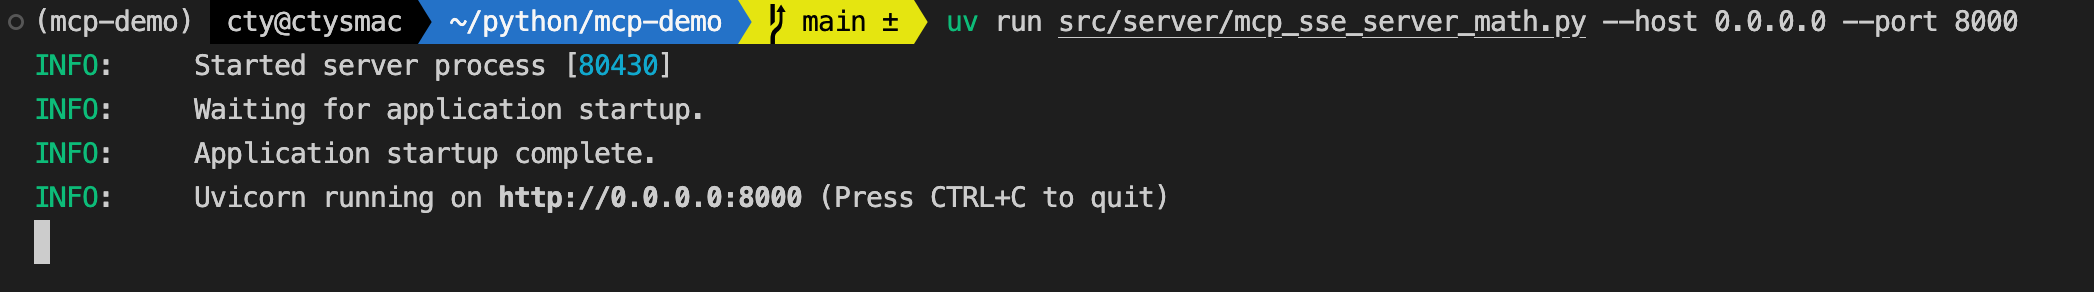 (mcp-demo) cty@ctysmac ~/python/mcp-demo main ± uv run src/server/mcp_sse_server_math.py --host 0.0.0.0 --port 8000
INFO: Started server process [80430]
INFO: Waiting for application startup.
INFO: Application startup complete.
INFO: Uvicorn running on http://0.0.0.0:8000 (Press CTRL+C to quit)